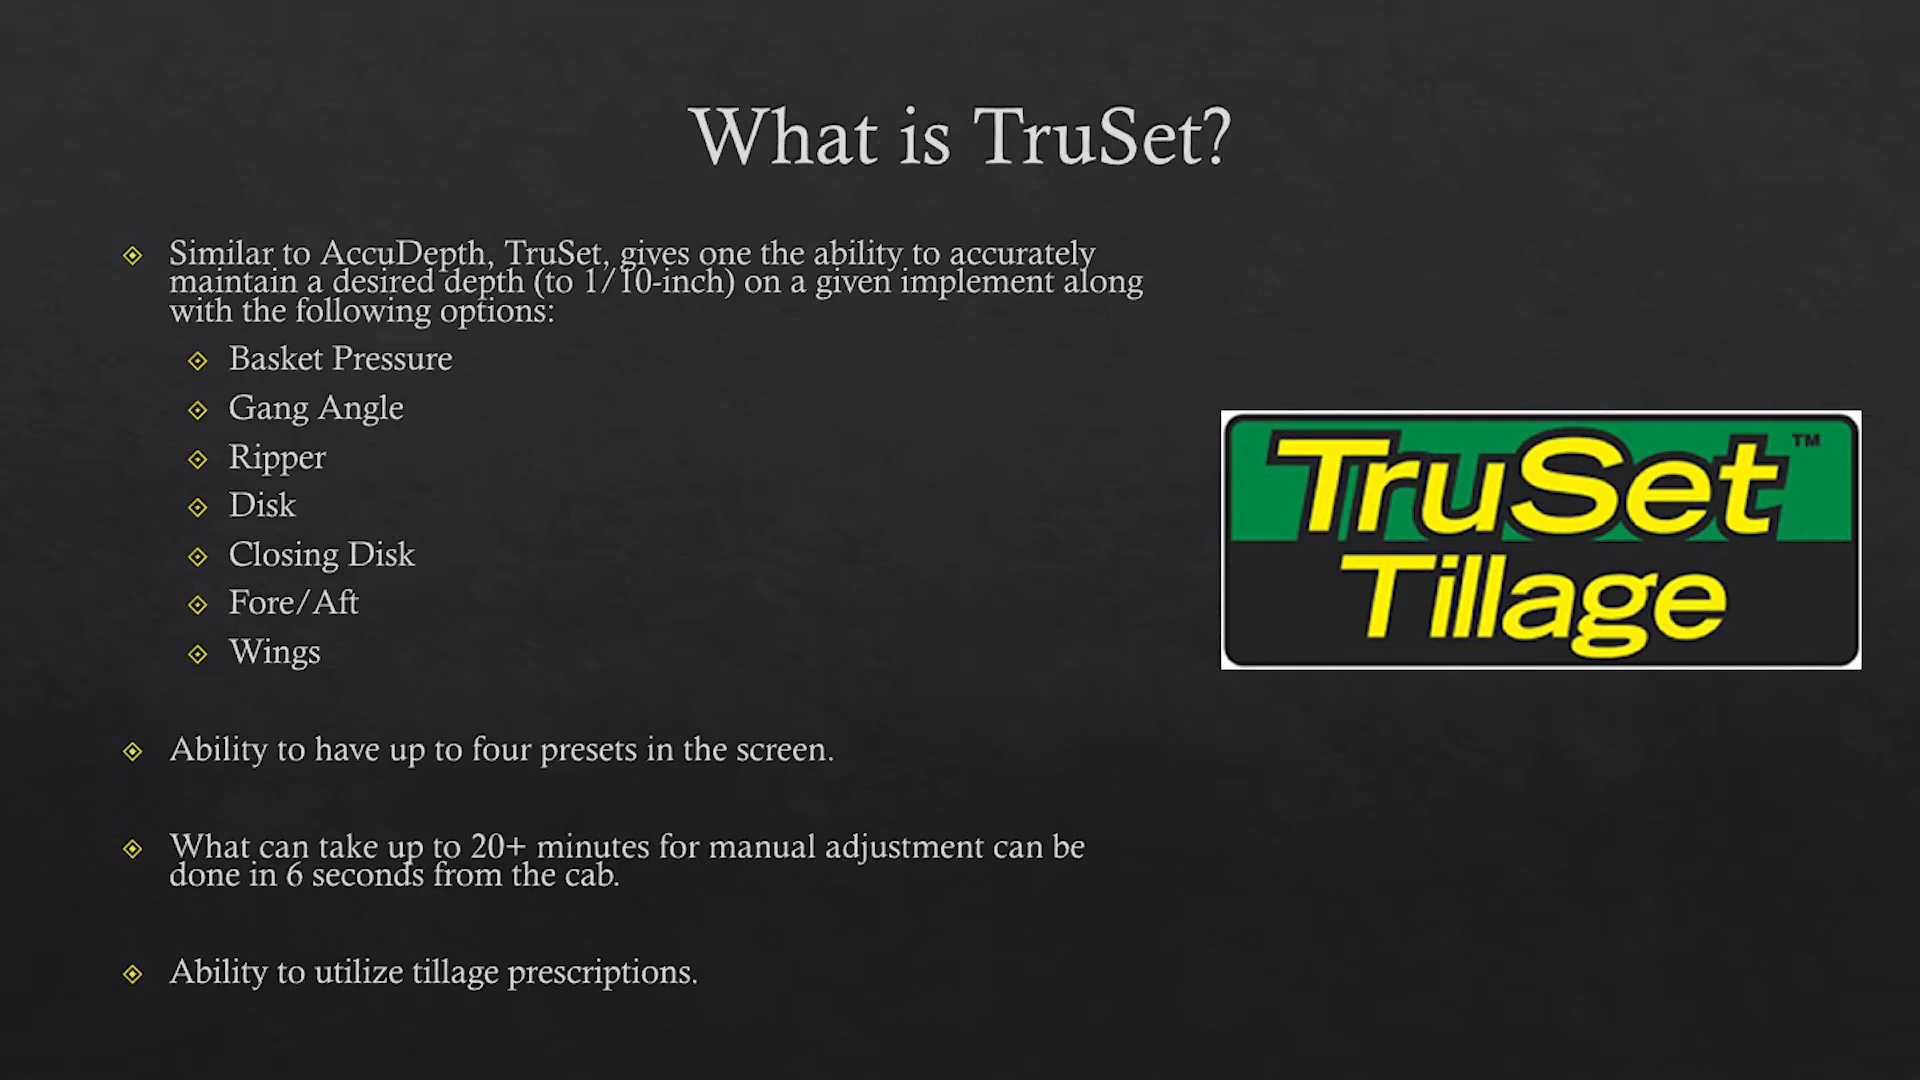 What is TruSet?
Similar to AccuDepth, TruSet, gives one the ability to accurately
maintain a desired depth (to 1/10-inch) on a given implement along
with the following options:
Basket Pressure
Gang Angle
Ripper
Disk
Closing Disk
Fore/Aft
Wings
Ability to have up to four presets in the screen.
What can take up to 20+ minutes for manual adjustment can be
done in 6 seconds from the cab.
Ability to utilize tillage prescriptions.
TruSet™
Tillage